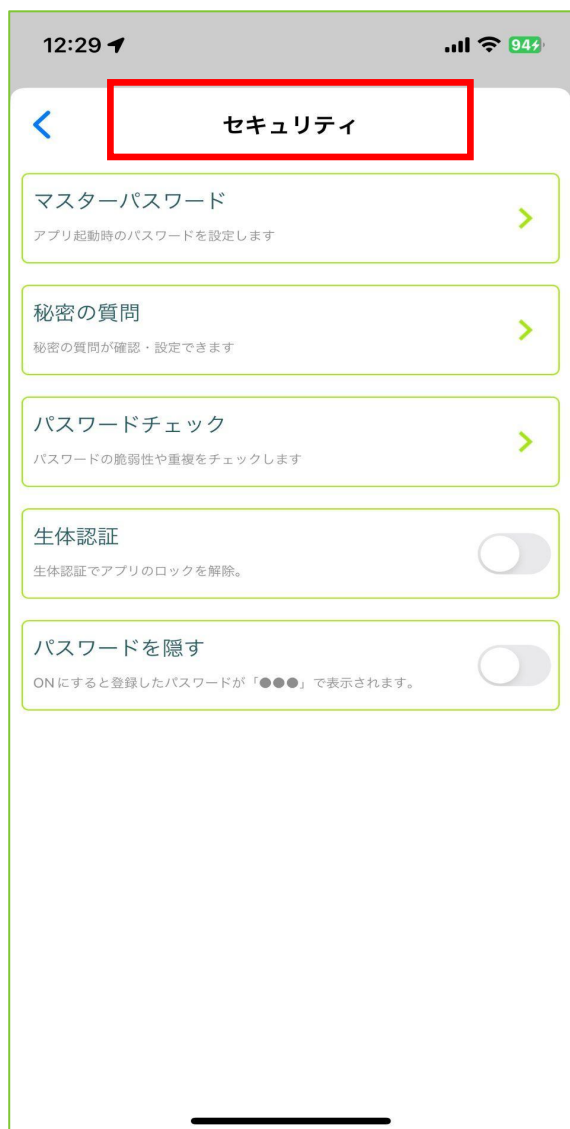 12:29
94
セキュリティ
マスターパスワード
アプリ起動時のパスワードを設定します
秘密の質問
秘密の質問が確認・設定できます
パスワードチェック
パスワードの脆弱性や重複をチェックします
生体認証
生体認証でアプリのロックを解除。
パスワードを隠す
ONにすると登録したパスワードが「●●●」で表示されます。